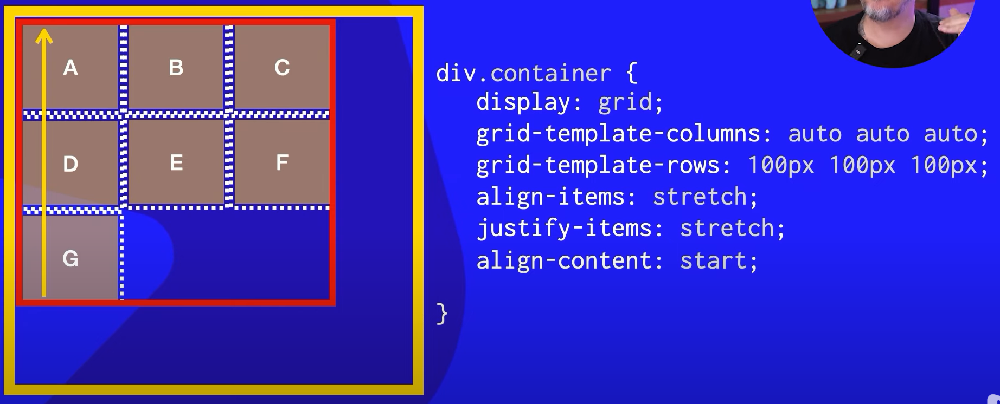 A B C
D E F
G
div.container {
display: grid;
grid-template-columns: auto auto auto;
grid-template-rows: 100px 100px 100px;
align-items: stretch;
justify-items: stretch;
align-content: start;
}